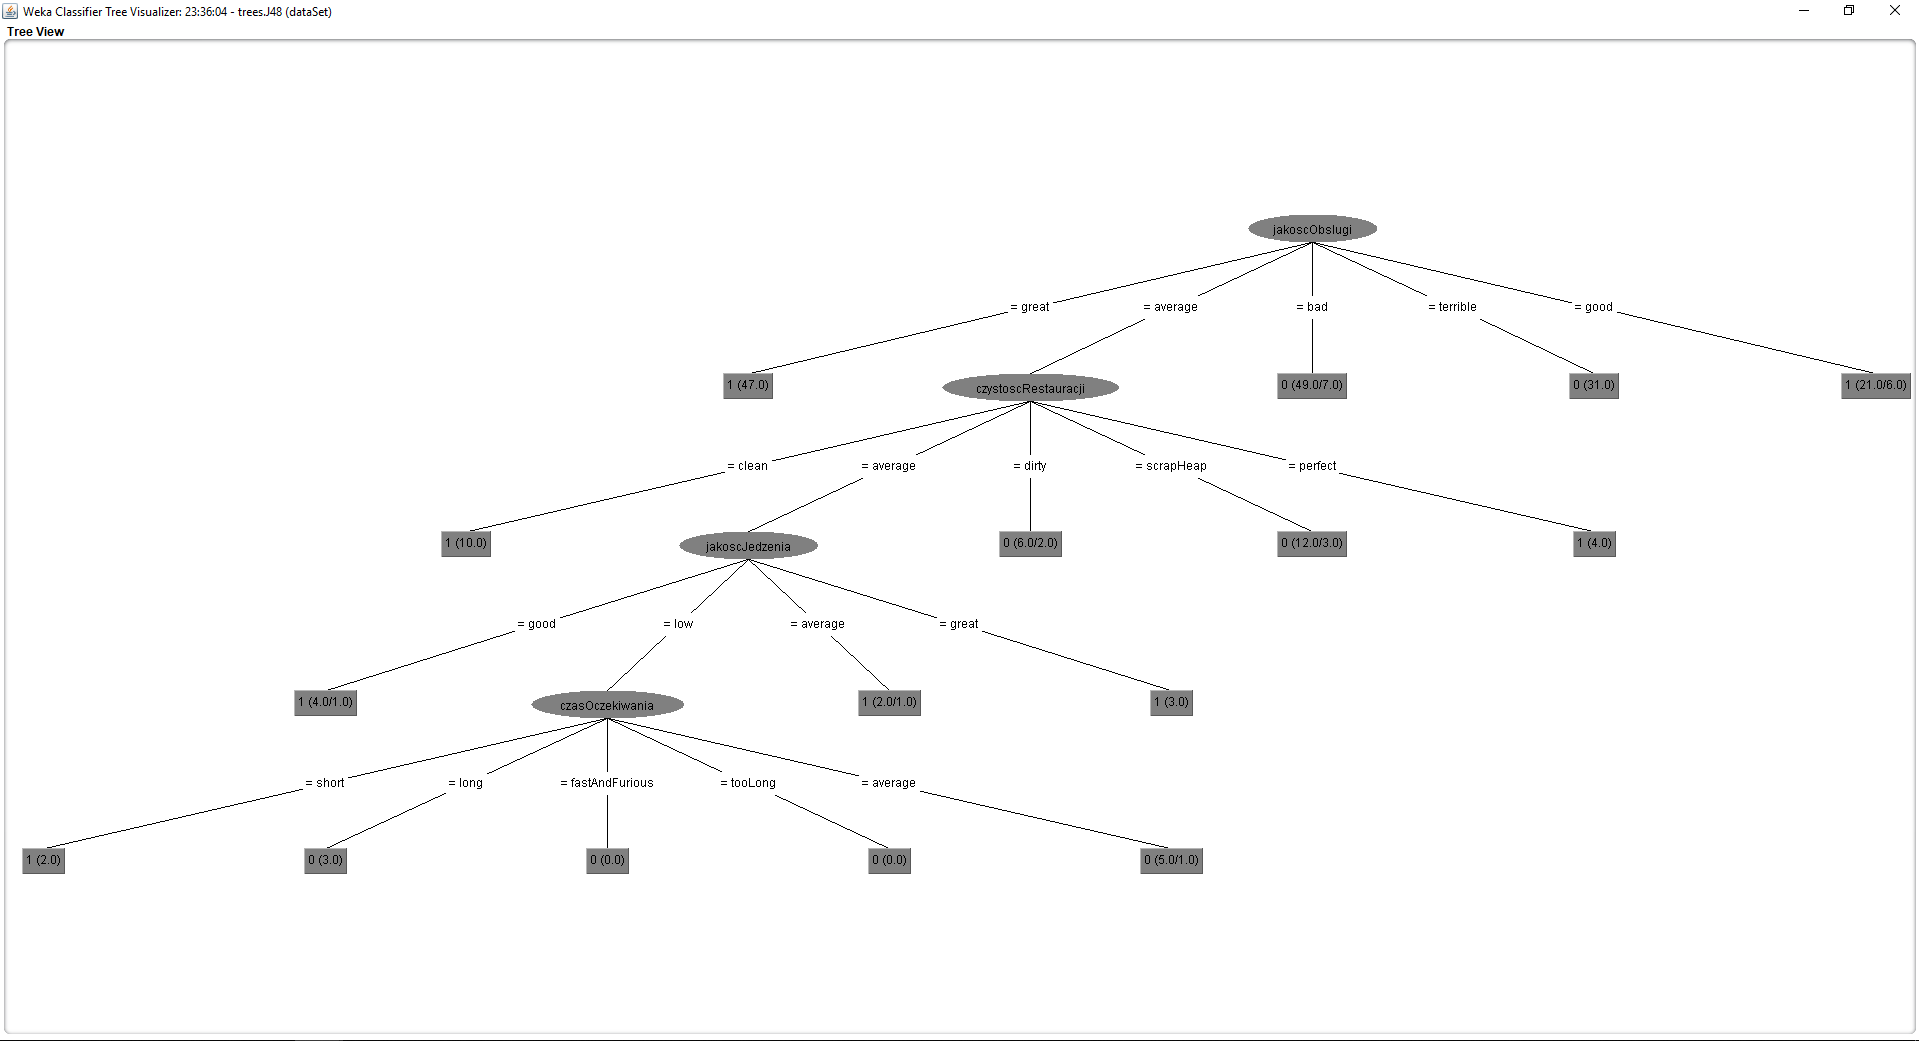 Weka Classifier Tree Visualizer: 23:36:04 - trees.J48 (dataSet)
Tree View
jakoscObslugi
= great
= average
= bad
= terrible
= good
1 (47.0)
czystoscRestauracji
0 (49.0/7.0)
0 (31.0)
1 (21.0/6.0)
= clean
= average
= dirty
= scrapHeap
= perfect
1 (10.0)
jakoscJedzenia
0 (6.0/2.0)
0 (12.0/3.0)
1 (4.0)
= good
= low
= average
= great
1 (4.0/1.0)
czasOczekiwania
1 (2.0/1.0)
1 (3.0)
= short
= long
= fastAndFurious
= tooLong
= average
1 (2.0)
0 (3.0)
0 (0.0)
0 (0.0)
0 (5.0/1.0)